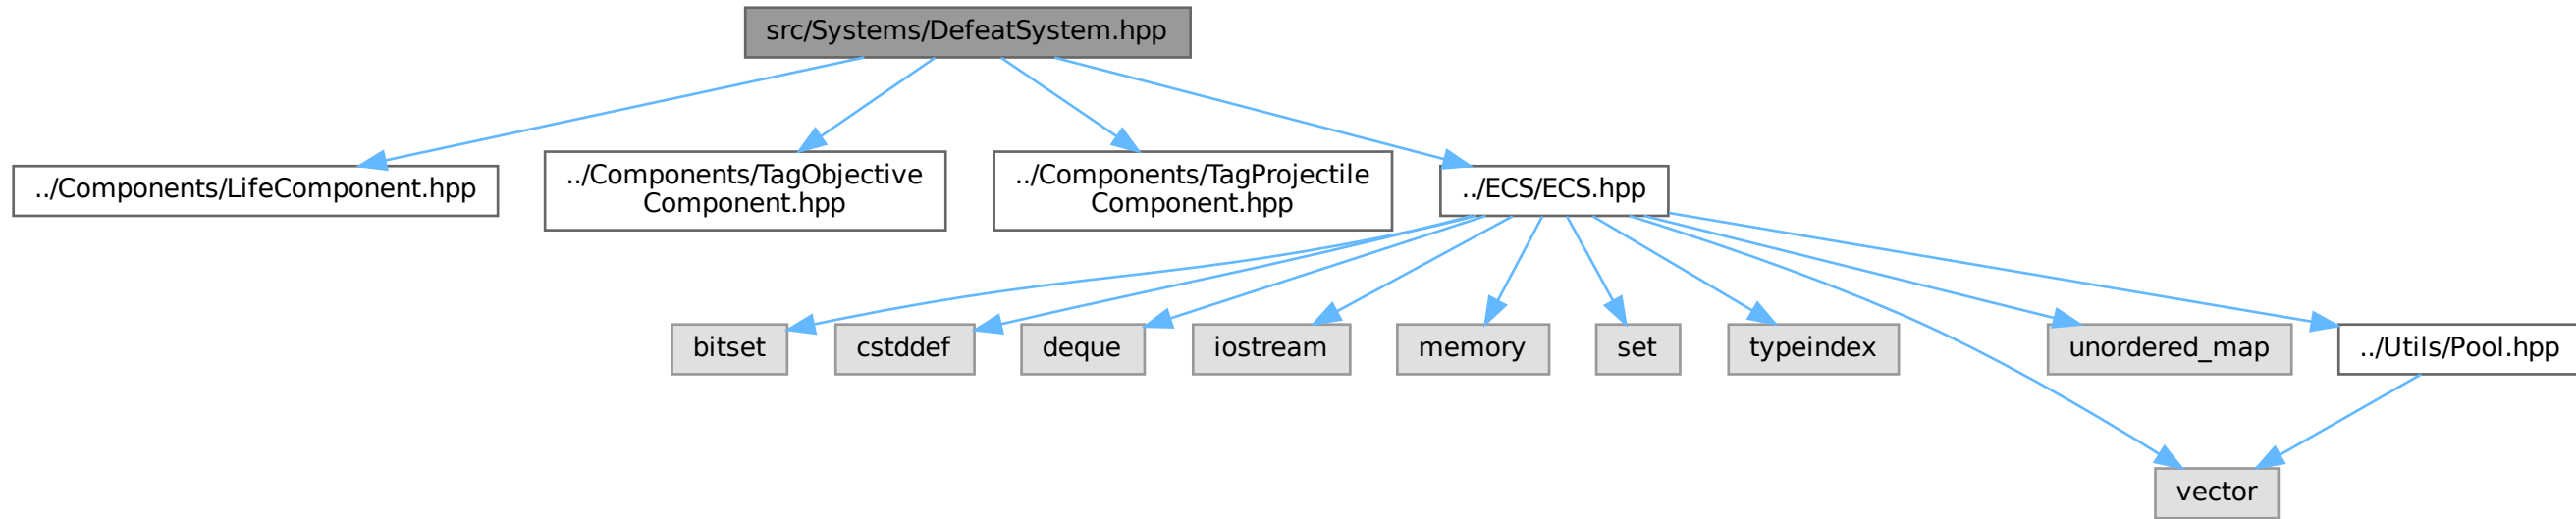 src/Systems/DefeatSystem.hpp
../Components/LifeComponent.hpp
../Components/TagObjective
Component.hpp
../Components/TagProjectile
Component.hpp
../ECS/ECS.hpp
bitset
cstddef
deque
iostream
memory
set
typeindex
unordered_map
../Utils/Pool.hpp
vector